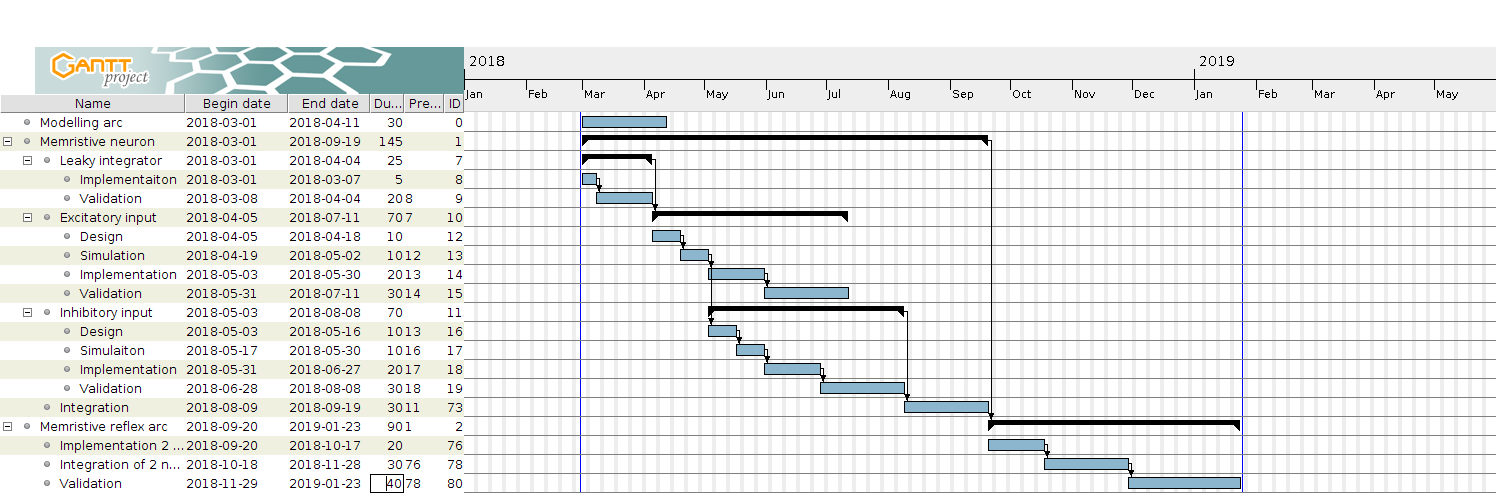 GANTT project
2018 2019
Jan Feb Mar Apr May Jun Jul Aug Sep Oct Nov Dec Jan Feb Mar Apr May
Name Begin date End date Du... Pre... ID
Modelling arc 2018-03-01 2018-04-11 30 0
Memristive neuron 2018-03-01 2018-09-19 145 1
Leaky integrator 2018-03-01 2018-04-04 25 7
Implementaiton 2018-03-01 2018-03-07 5 8
Validation 2018-03-08 2018-04-04 20 8 9
Excitatory input 2018-04-05 2018-07-11 70 7 10
Design 2018-04-05 2018-04-18 10 12
Simulation 2018-04-19 2018-05-02 10 12 13
Implementation 2018-05-03 2018-05-30 20 13 14
Validation 2018-05-31 2018-07-11 30 14 15
Inhibitory input 2018-05-03 2018-08-08 70 11
Design 2018-05-03 2018-05-16 10 13 16
Simulaiton 2018-05-17 2018-05-30 10 16 17
Implementation 2018-05-31 2018-06-27 20 17 18
Validation 2018-06-28 2018-08-08 30 18 19
Integration 2018-08-09 2018-09-19 30 11 73
Memristive reflex arc 2018-09-20 2019-01-23 90 1 2
Implementation 2 ... 2018-09-20 2018-10-17 20 76
Integration of 2 n... 2018-10-18 2018-11-28 30 76 78
Validation 2018-11-29 2019-01-23 40 78 80